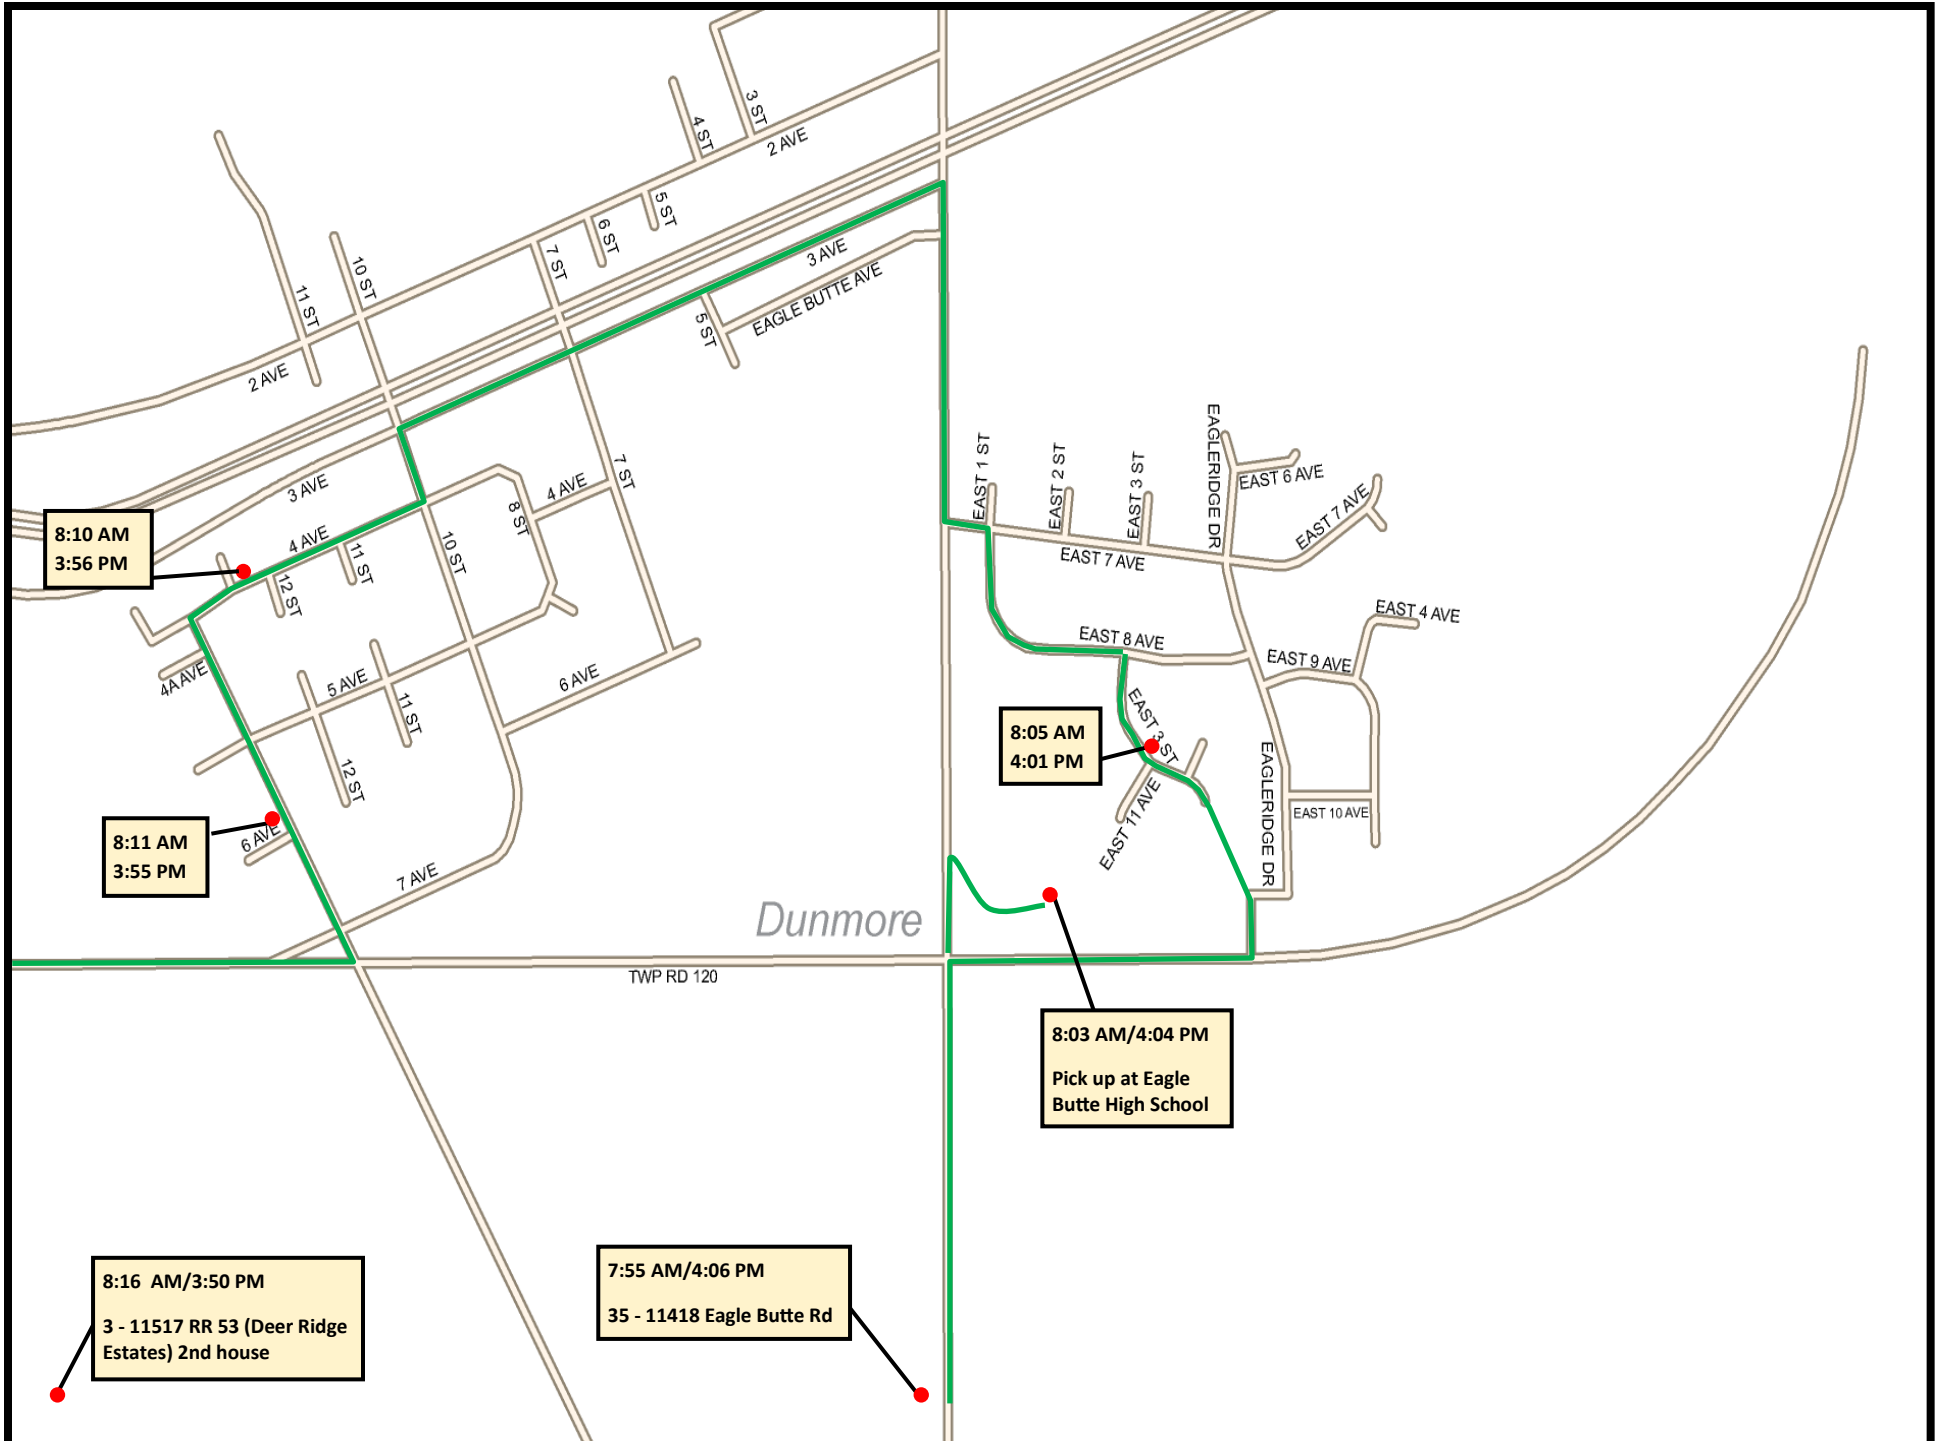 3 ST
4 ST
2 AVE
5 ST
6 ST
7 ST
10 ST
11 ST
3 AVE
EAGLE BUTTE AVE
5 ST
2 AVE
3 AVE
4 AVE
7 ST
8 ST
4 AVE
10 ST
11 ST
12 ST
8:10 AM
3:56 PM
EAST 1 ST
EAST 2 ST
EAST 3 ST
EAGLERIDGE DR
EAST 6 AVE
EAST 7 AVE
EAST 7 AVE
EAST 4 AVE
EAST 8 AVE
EAST 9 AVE
4A AVE
5 AVE
6 AVE
11 ST
12 ST
EAST 3 ST
8:05 AM
4:01 PM
EAGLERIDGE DR
EAST 10 AVE
EAST 11 AVE
6 AVE
8:11 AM
3:55 PM
7 AVE
Dunmore
TWP RD 120
8:03 AM/4:04 PM
Pick up at Eagle
Butte High School
8:16 AM/3:50 PM
3 - 11517 RR 53 (Deer Ridge
Estates) 2nd house
7:55 AM/4:06 PM
35 - 11418 Eagle Butte Rd